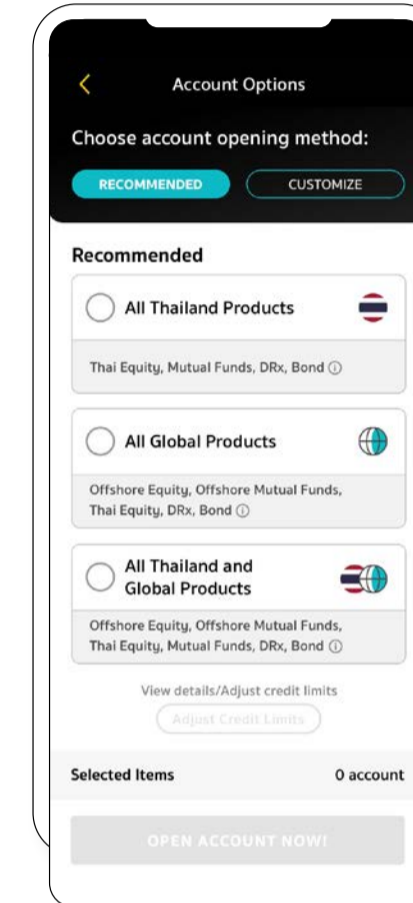 Account Options
Choose account opening method:
RECOMMENDED
CUSTOMIZE
Recommended
All Thailand Products
Thai Equity, Mutual Funds, DRx, Bond ⓘ
All Global Products
Offshore Equity, Offshore Mutual Funds,
Thai Equity, DRx, Bond ⓘ
All Thailand and
Global Products
Offshore Equity, Offshore Mutual Funds,
Thai Equity, Mutual Funds, DRx, Bond ⓘ
View details/Adjust credit limits
Adjust Credit Limits
Selected Items 0 account
OPEN ACCOUNT NOW!